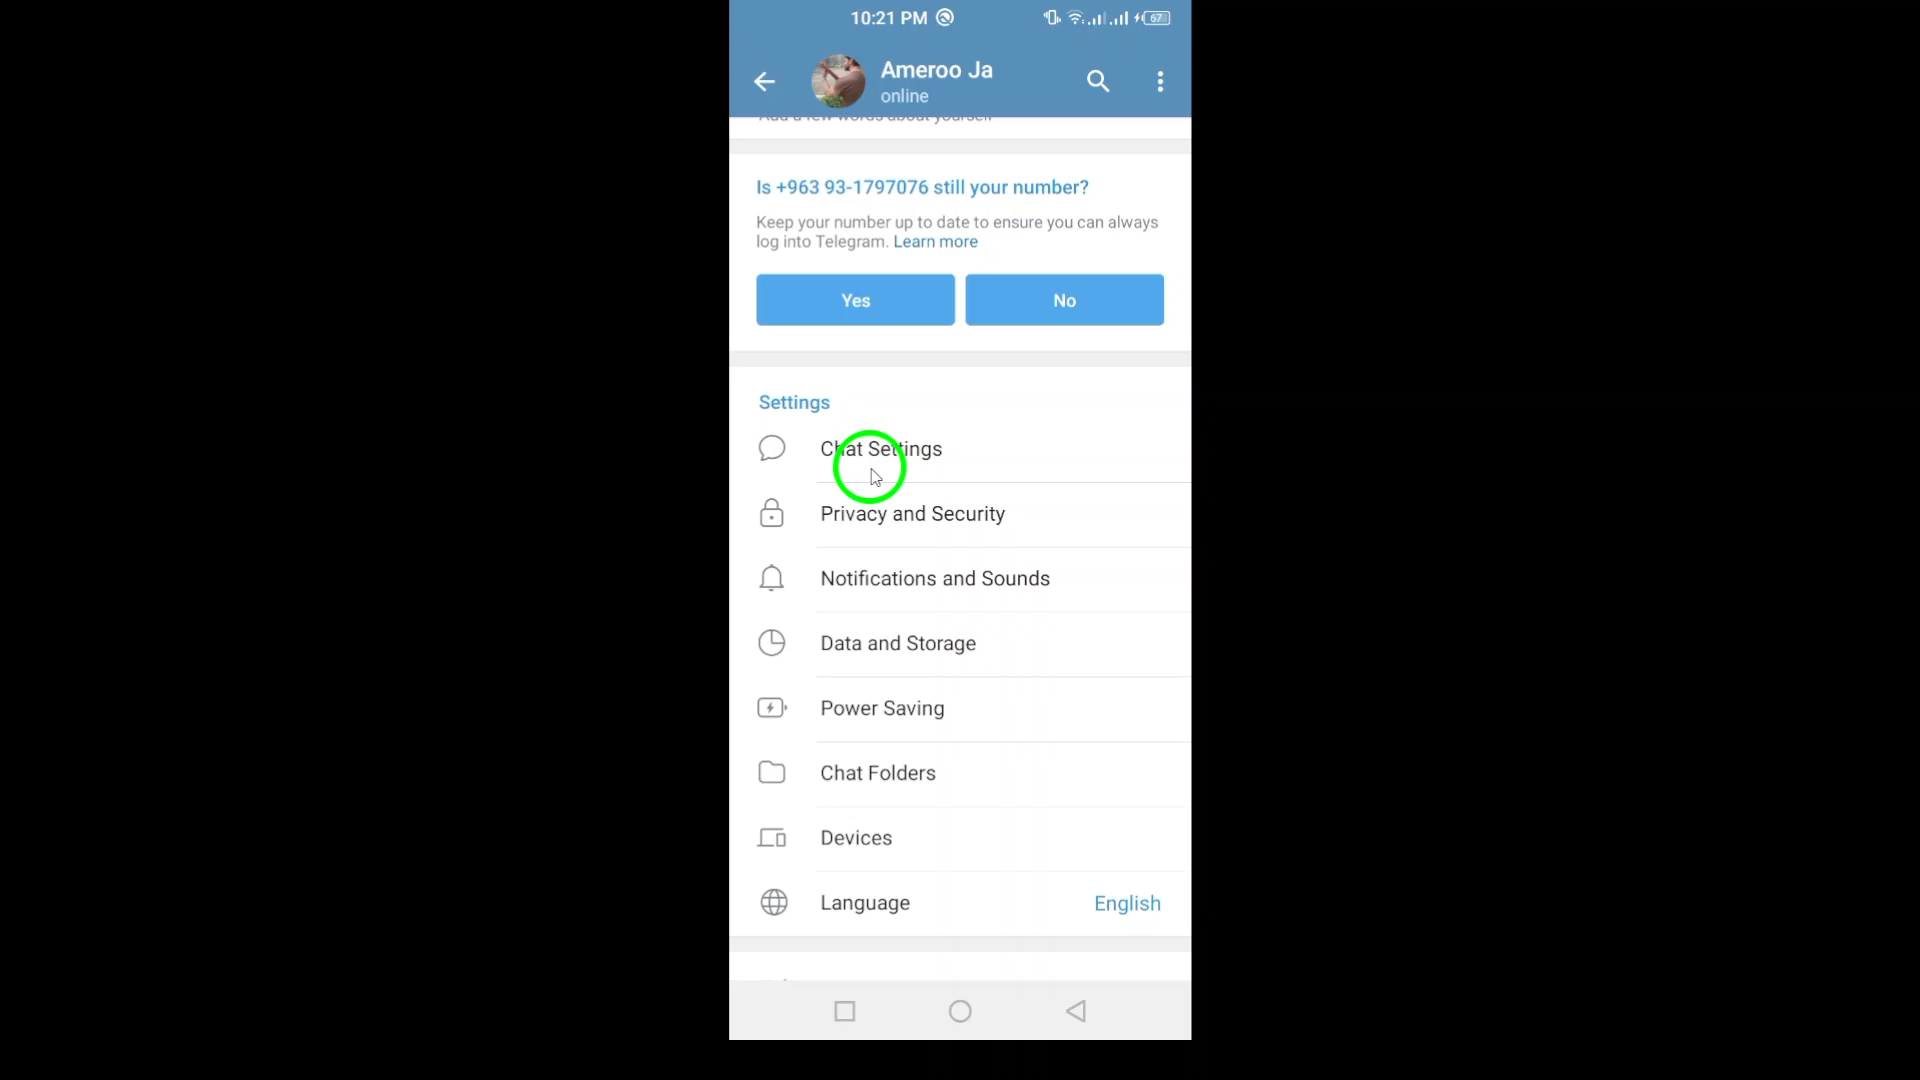 10:21 PM
67
Ameroo Ja
online
Add a few words about yourself
Is +963 93-1797076 still your number?
Keep your number up to date to ensure you can always
log into Telegram. Learn more
Yes
No
Settings
Chat Settings
Privacy and Security
Notifications and Sounds
Data and Storage
Power Saving
Chat Folders
Devices
Language
English